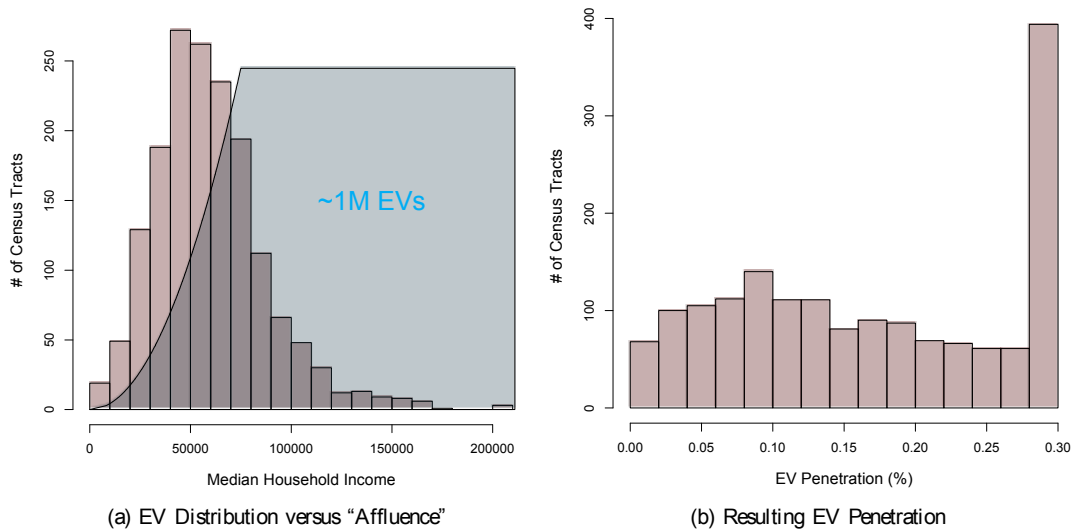 # of Census Tracts
250
200
150
100
50
0
~1M EVs
0 50000 100000 150000 200000
Median Household Income
(a) EV Distribution versus “Affluence”
# of Census Tracts
400
300
200
100
0
0.00 0.05 0.10 0.15 0.20 0.25 0.30
EV Penetration (%)
(b) Resulting EV Penetration